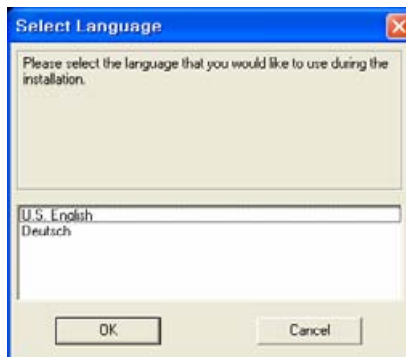 Select Language
Please select the language that you would like to use during the
installation.
U.S. English
Deutsch
OK
Cancel